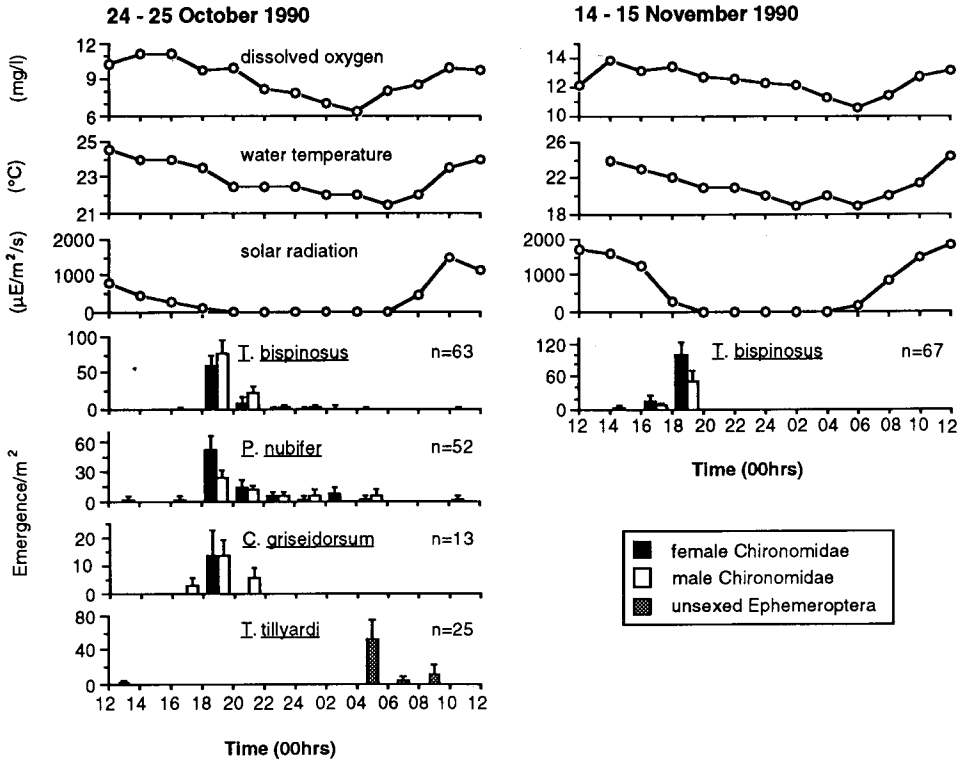 24 - 25 October 1990
14 - 15 November 1990
(mg/l)
12
9
6
dissolved oxygen
14
12
10
(°C)
25
23
21
water temperature
26
22
18
(µE/m²/s)
2000
1000
0
solar radiation
2000
1000
0
100
50
0
T. bispinosus
n=63
120
60
0
T. bispinosus
n=67
12 14 16 18 20 22 24 02 04 06 08 10 12
Time (00hrs)
Emergence/m²
60
30
0
P. nubifer
n=52
20
10
0
C. griseidorsum
n=13
80
40
0
T. tillyardi
n=25
12 14 16 18 20 22 24 02 04 06 08 10 12
Time (00hrs)
female Chironomidae
male Chironomidae
unsexed Ephemeroptera